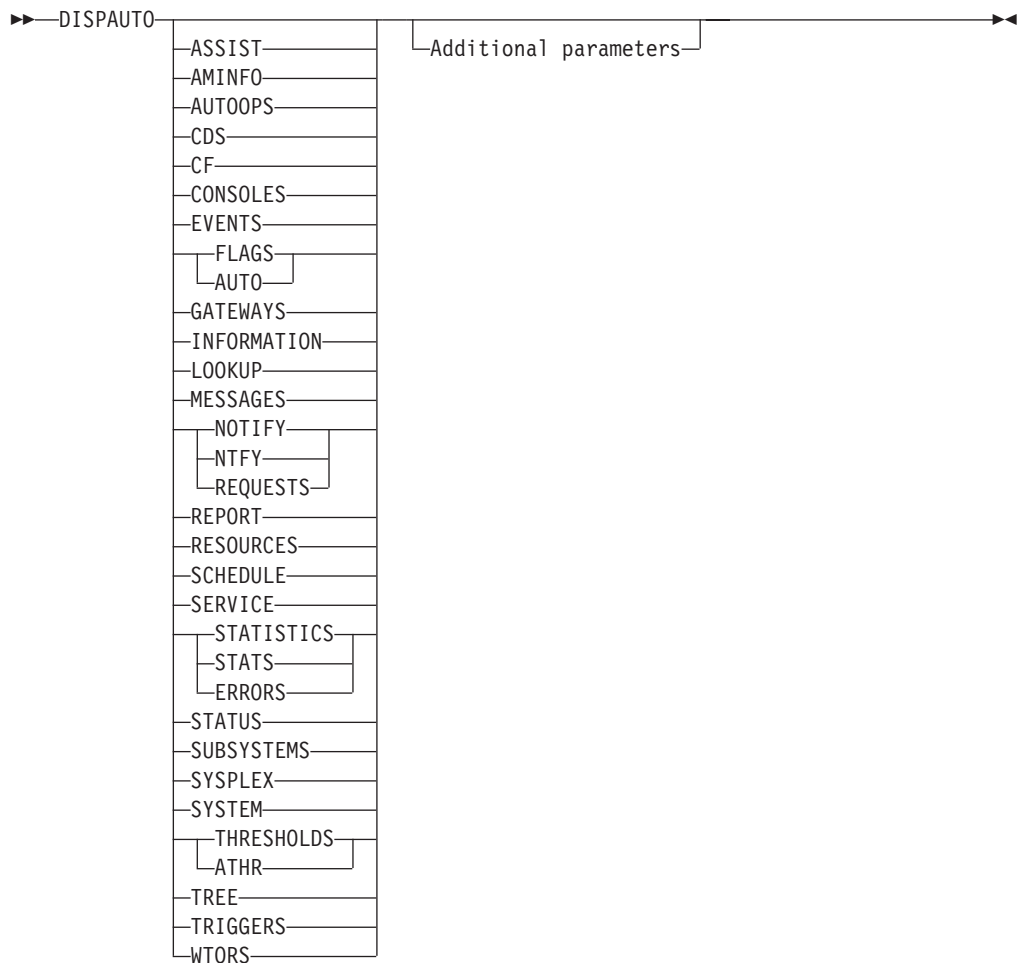 DISPAUTO
ASSIST
Additional parameters
AMINFO
AUTOOPS
CDS
CF
CONSOLES
EVENTS
FLAGS
AUTO
GATEWAYS
INFORMATION
LOOKUP
MESSAGES
NOTIFY
NTFY
REQUESTS
REPORT
RESOURCES
SCHEDULE
SERVICE
STATISTICS
STATS
ERRORS
STATUS
SUBSYSTEMS
SYSPLEX
SYSTEM
THRESHOLDS
ATHR
TREE
TRIGGERS
WTORS